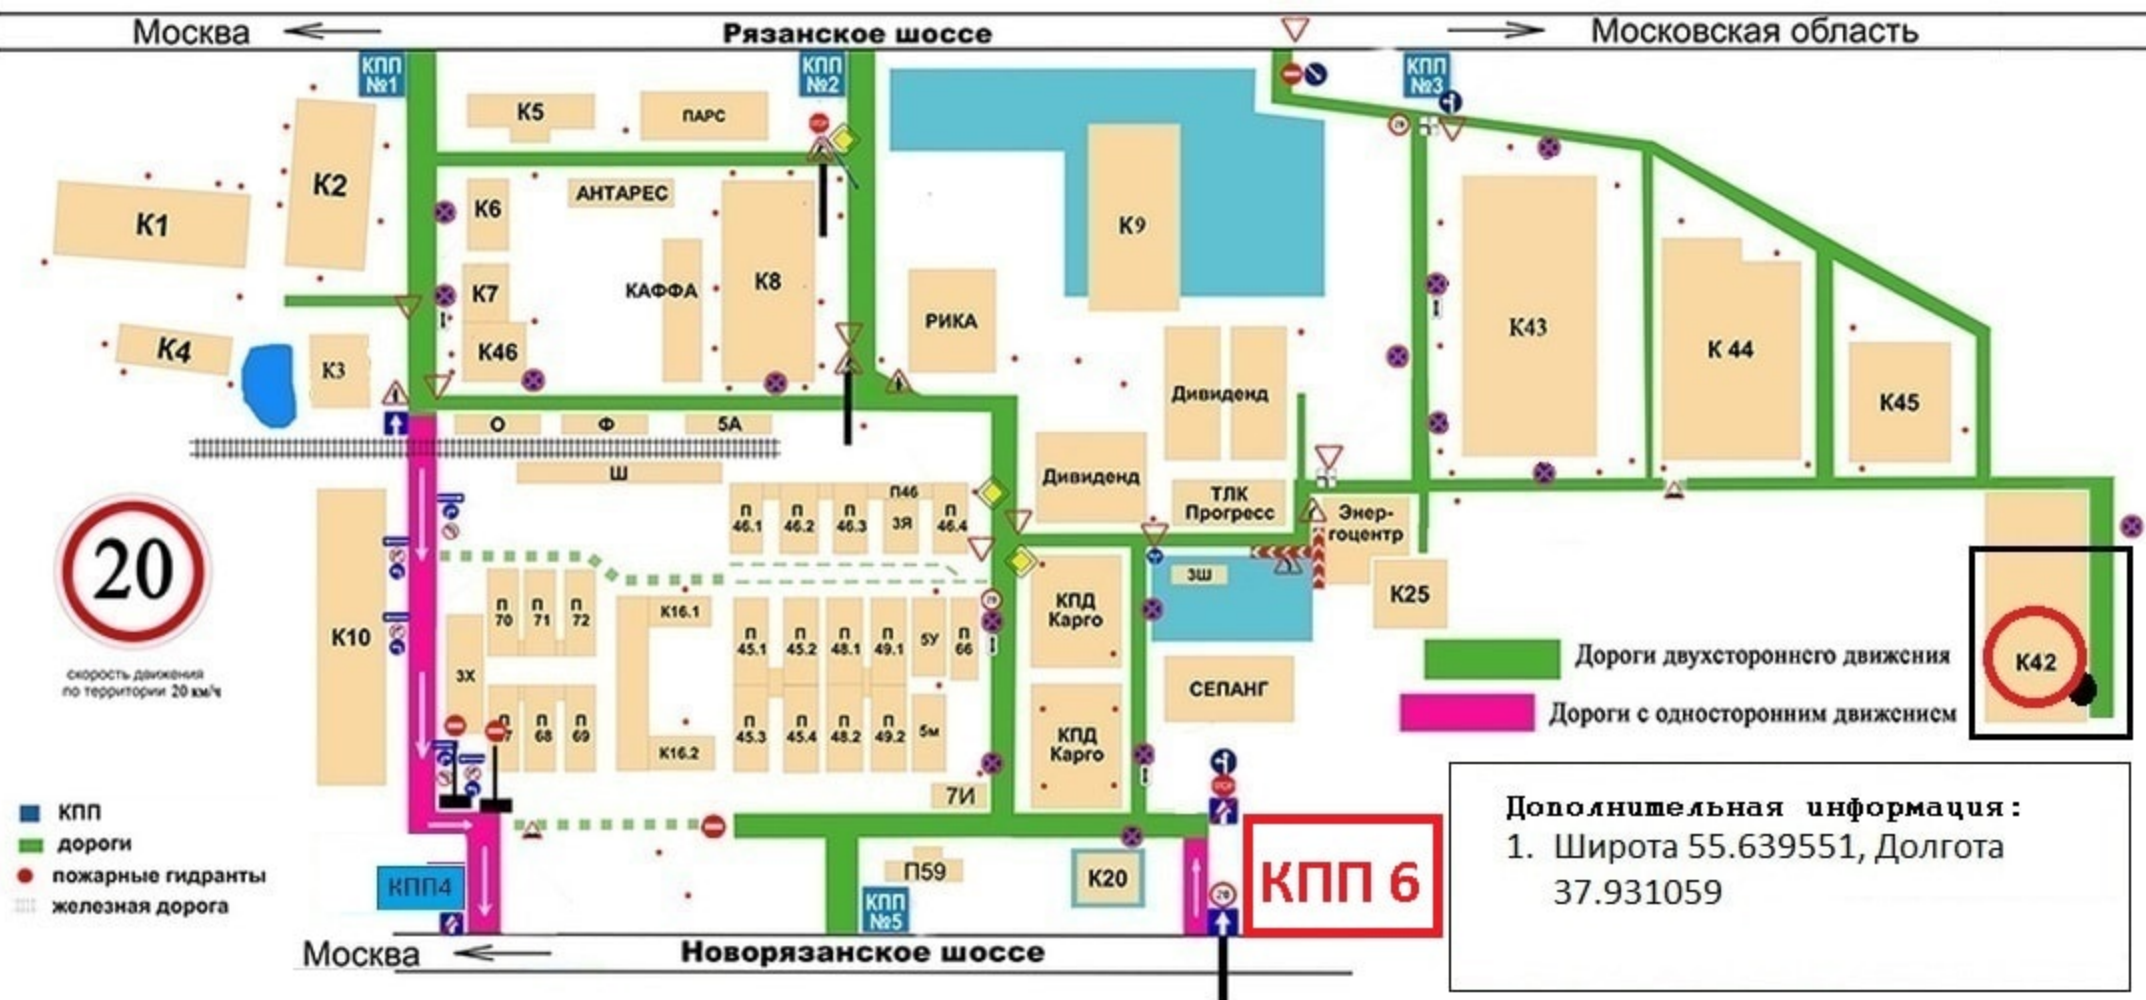 Москва
Рязанское шоссе
Московская область
КПП
№1
КПП
№2
КПП
№3
К5
ПАРС
К2
К1
К6
АНТАРЕС
К9
К7
КАФФА
К8
РИКА
К43
К 44
К4
К3
К46
К45
Дивиденд
О
Ф
5А
Ш
Дивиденд
ТЛК
Прогресс
Энер-
гоцентр
П46
П
46.1
П
46.2
П
46.3
3Я
П
46.4
20
скорость движения
по территории 20 км/ч
К10
П
70
П
71
П
72
К16.1
3Ш
КПД
Карго
К25
П
45.1
П
45.2
П
48.1
П
49.1
5У
П
66
3Х
СЕПАНГ
К42
Дороги двухстороннего движения
Дороги с односторонним движением
П
68
П
69
К16.2
П
45.3
П
45.4
П
48.2
П
49.2
5м
КПД
Карго
7И
КПП
дороги
пожарные гидранты
железная дорога
КПП4
П59
КПП
№5
К20
КПП 6
Дополнительная информация:
1. Широта 55.639551, Долгота
37.931059
Москва
Новорязанское шоссе